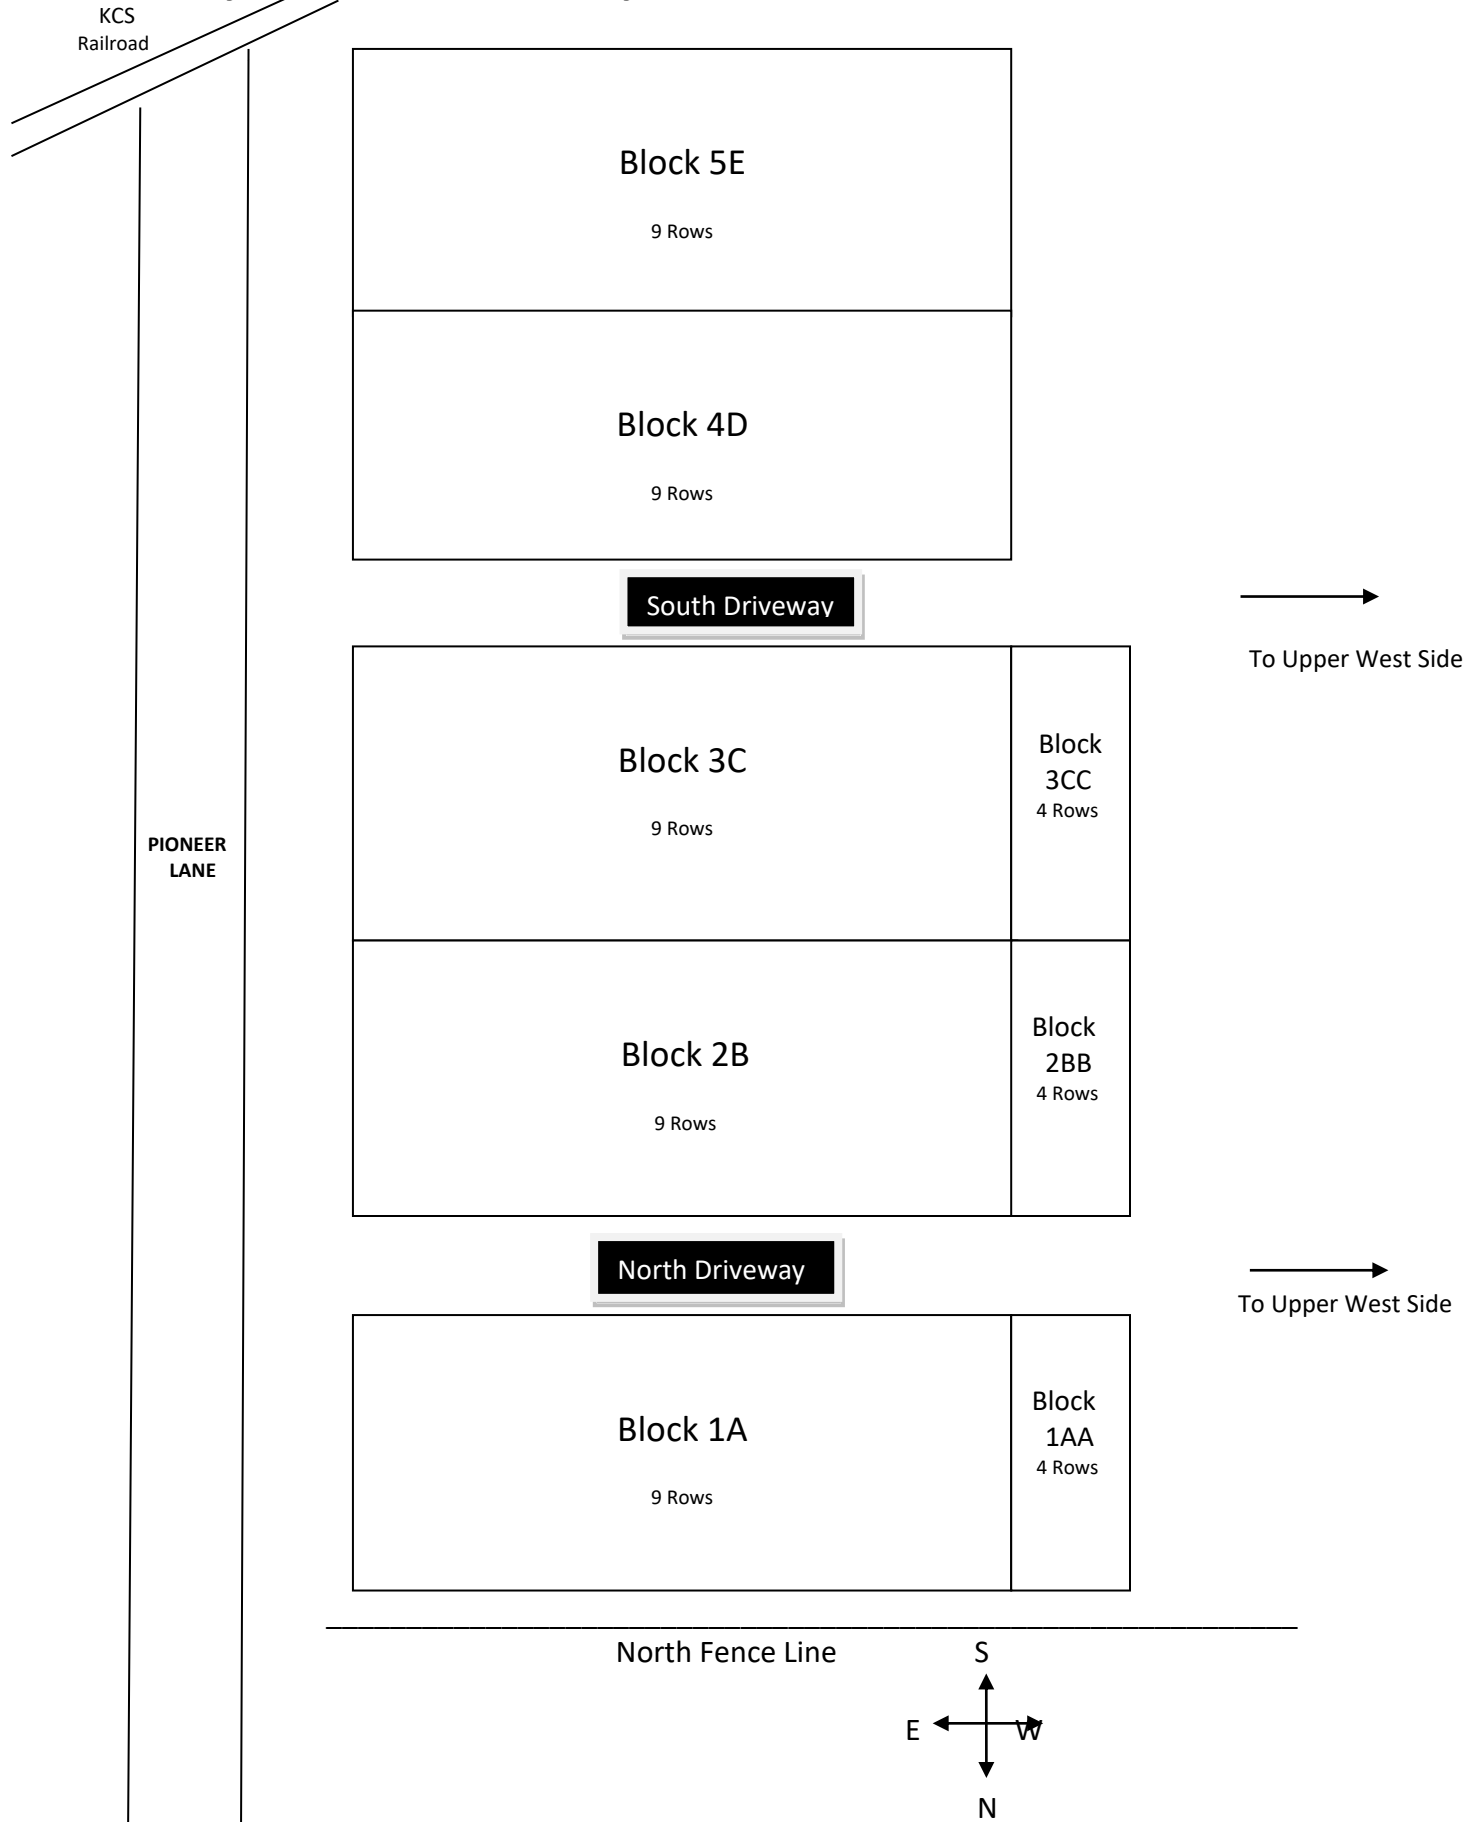 KCS
Railroad
Block 5E
9 Rows
Block 4D
9 Rows
South Driveway
To Upper West Side
Block 3C
9 Rows
Block
3CC
4 Rows
PIONEER
LANE
Block 2B
9 Rows
Block
2BB
4 Rows
North Driveway
To Upper West Side
Block 1A
9 Rows
Block
1AA
4 Rows
North Fence Line
S
E
W
N